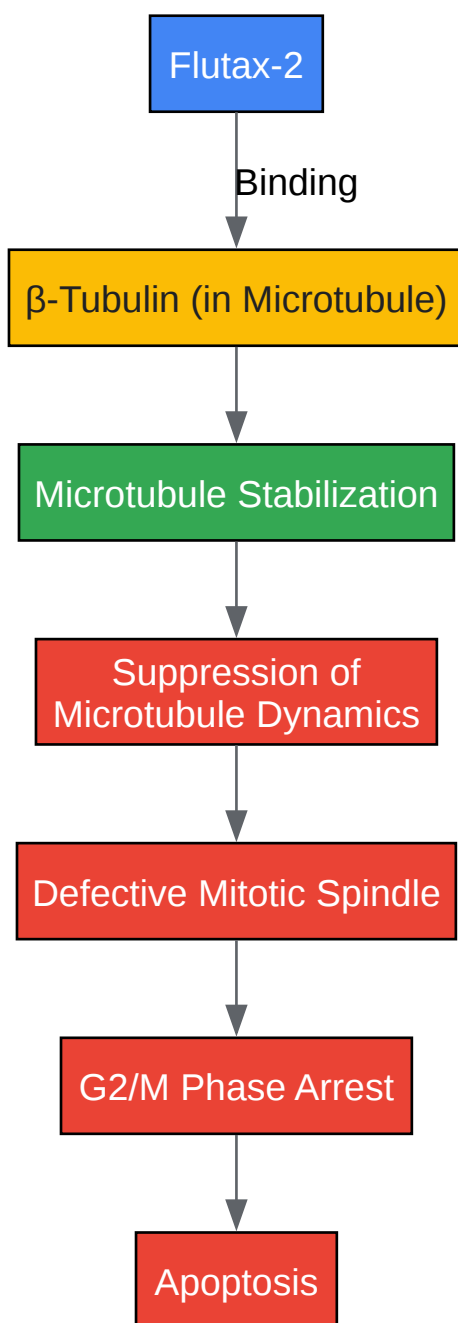 Flutax-2
Binding
β-Tubulin (in Microtubule)
Microtubule Stabilization
Suppression of
Microtubule Dynamics
Defective Mitotic Spindle
G2/M Phase Arrest
Apoptosis